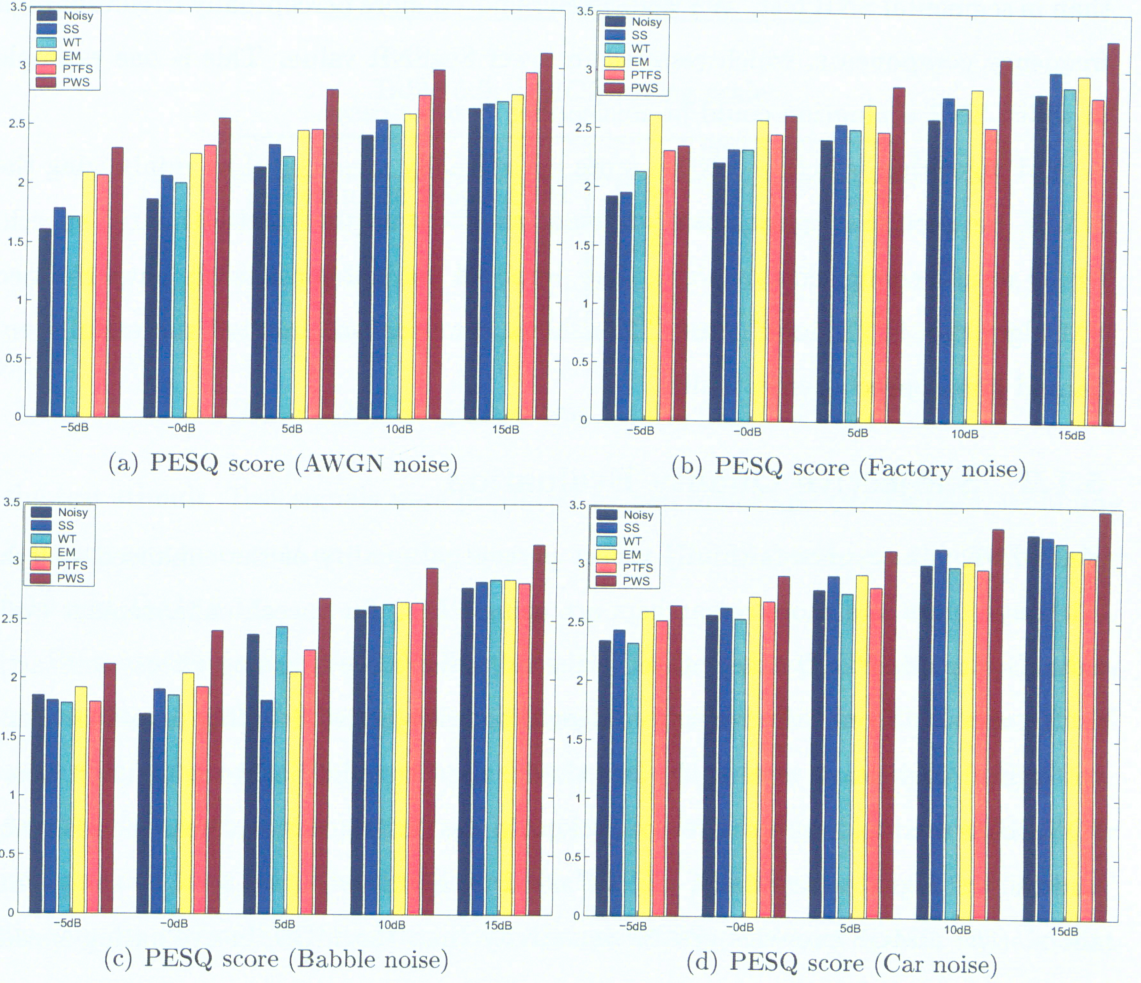 3.5
3
2.5
2
1.5
1
0.5
0
Noisy
SS
WT
EM
PTFS
PWS
−5dB −0dB 5dB 10dB 15dB
(a) PESQ score (AWGN noise)
3.5
3
2.5
2
1.5
1
0.5
0
Noisy
SS
WT
EM
PTFS
PWS
−5dB −0dB 5dB 10dB 15dB
(b) PESQ score (Factory noise)
3.5
3
2.5
2
1.5
1
0.5
0
Noisy
SS
WT
EM
PTFS
PWS
−5dB −0dB 5dB 10dB 15dB
(c) PESQ score (Babble noise)
3.5
3
2.5
2
1.5
1
0.5
0
Noisy
SS
WT
EM
PTFS
PWS
−5dB −0dB 5dB 10dB 15dB
(d) PESQ score (Car noise)